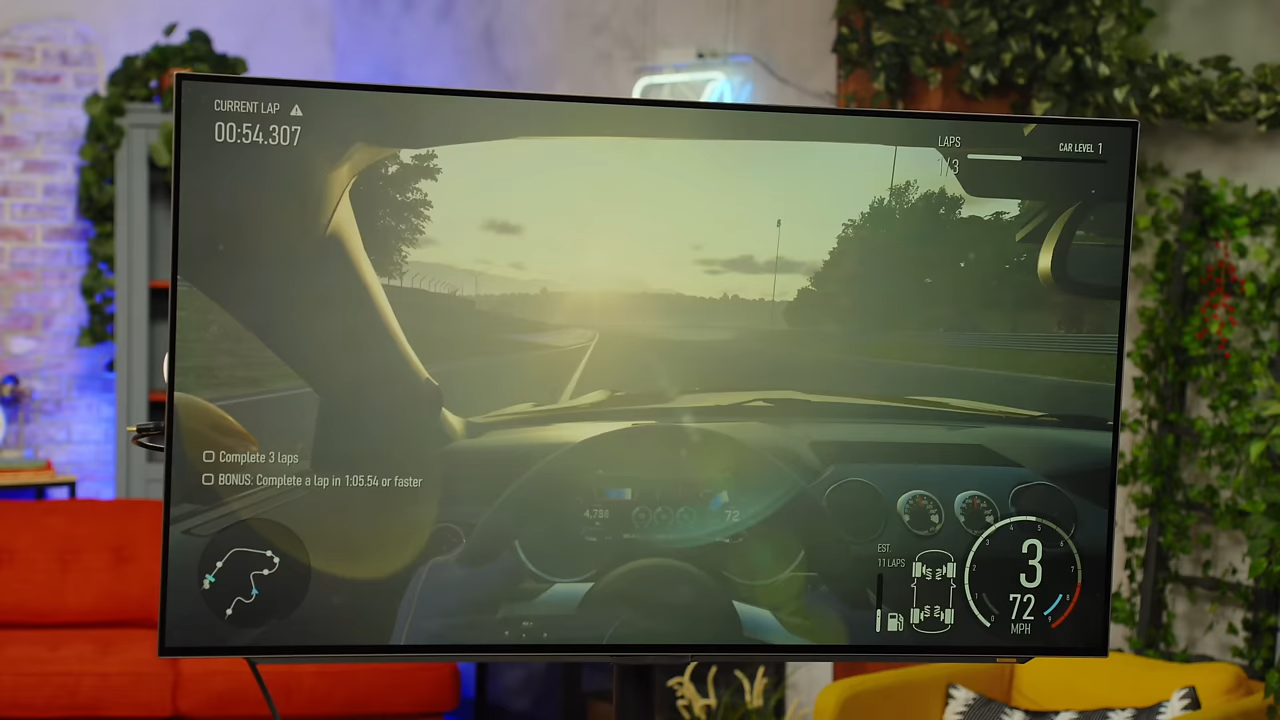 CURRENT LAP
00:54.307
LAPS
1/3
CAR LEVEL 1
Complete 3 laps
BONUS: Complete a lap in 1:05.54 or faster
72
EST.
11 LAPS
3
72
MPH